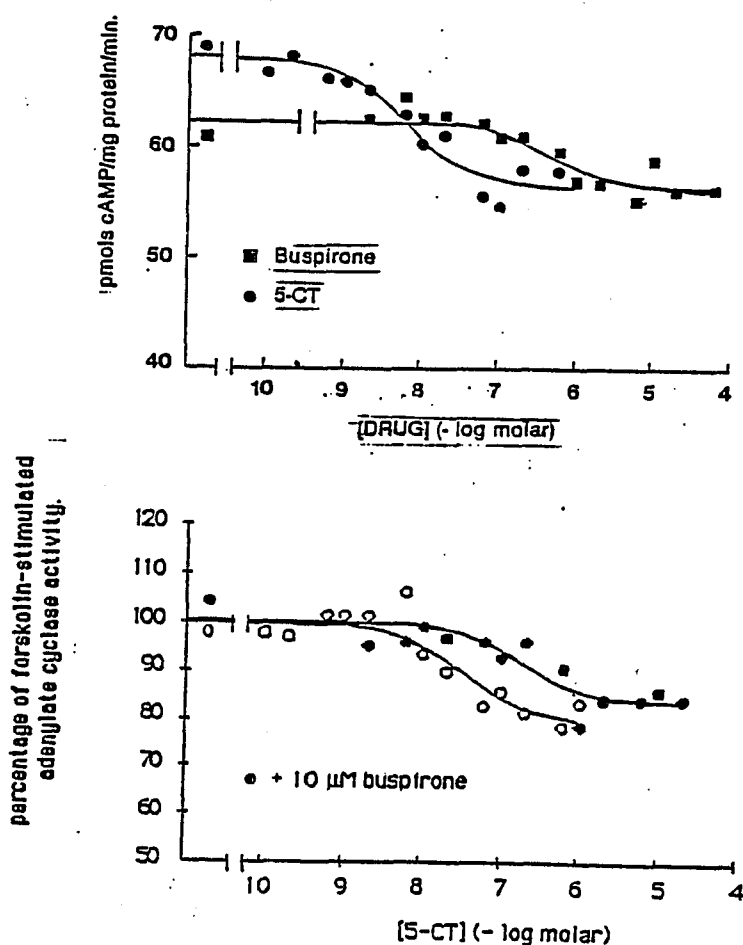 70
60
50
40
pmols cAMP/mg protein/min.
Buspirone
5-CT
10 9 8 7 6 5 4
[DRUG] (- log molar)
percentage of forskolin-stimulated
adenylate cyclase activity.
120
110
100
90
80
70
60
50
+ 10 µM buspirone
10 9 8 7 6 5 4
[5-CT] (- log molar)